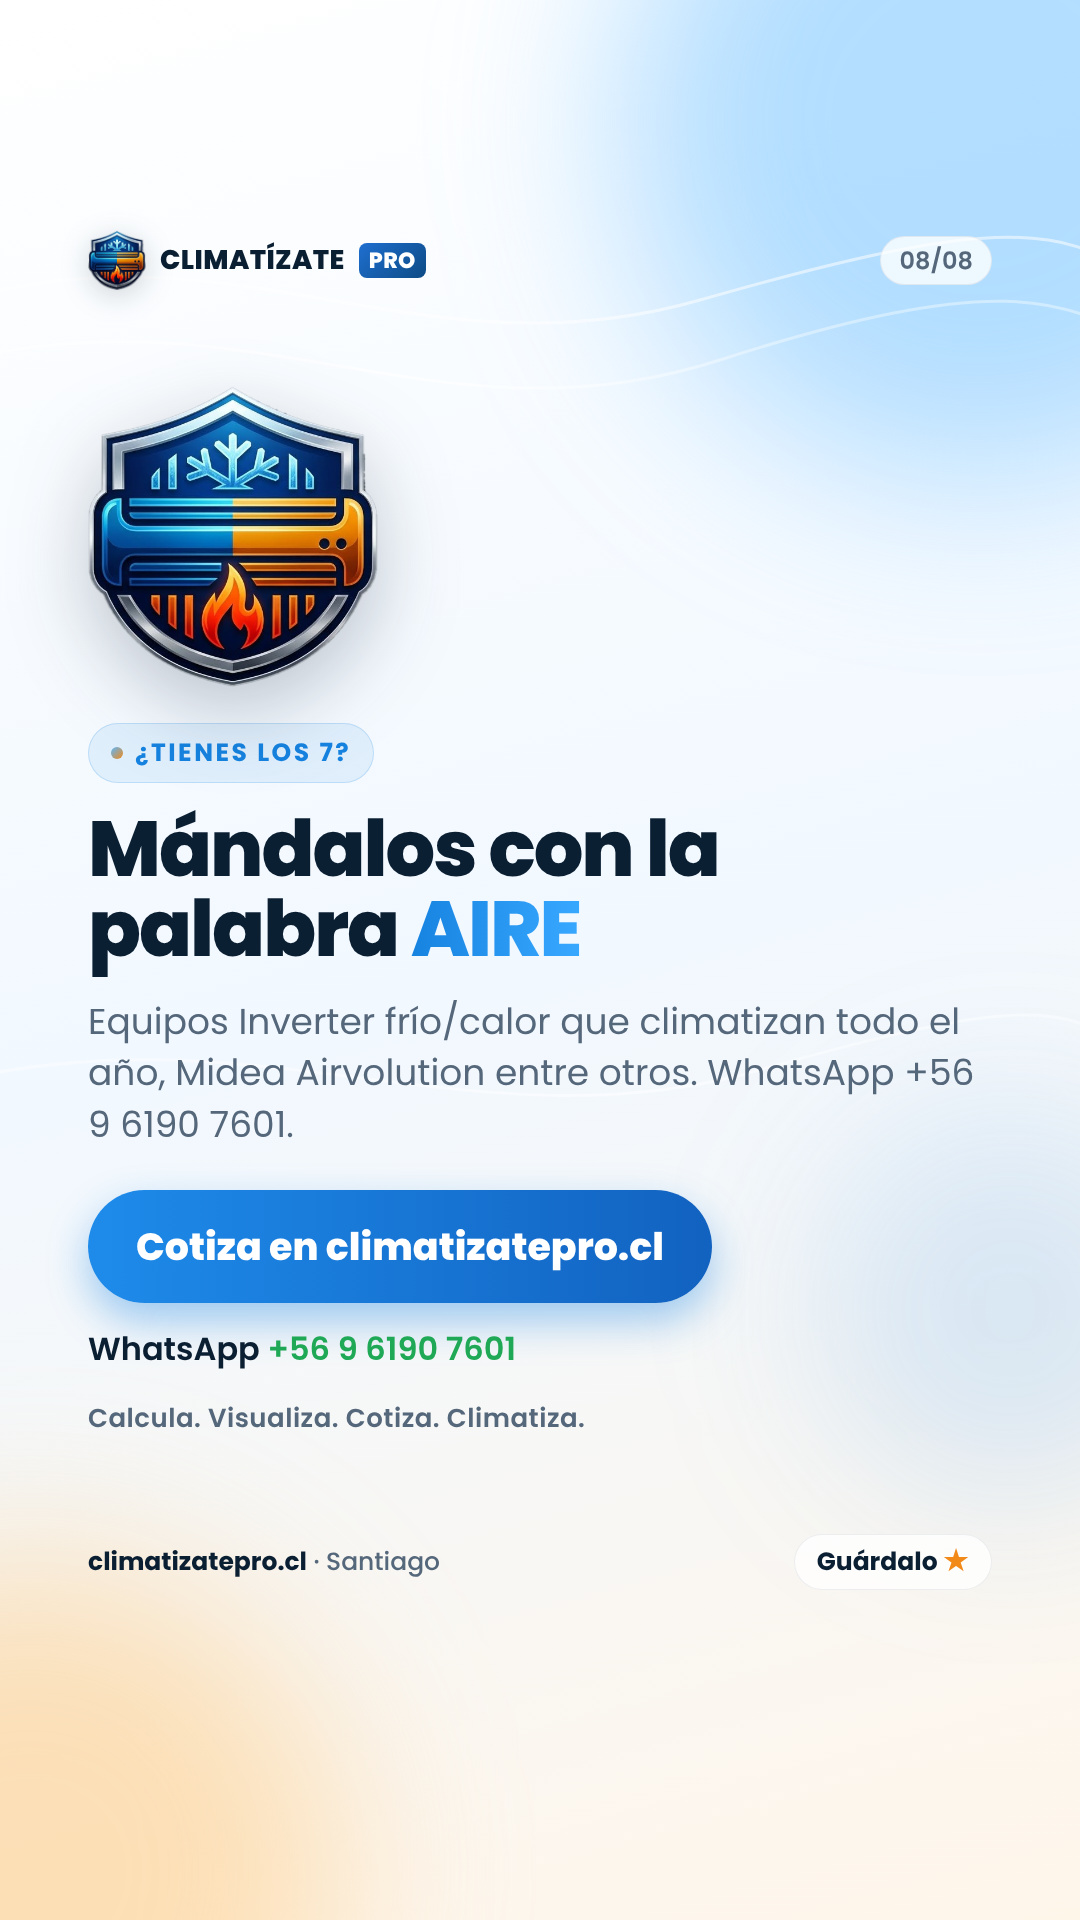 CLIMATÍZATE PRO
08/08
¿TIENES LOS 7?
Mándalos con la
palabra AIRE
Equipos Inverter frío/calor que climatizan todo el
año, Midea Airvolution entre otros. WhatsApp +56
9 6190 7601.
Cotiza en climatizatepro.cl
WhatsApp +56 9 6190 7601
Calcula. Visualiza. Cotiza. Climatiza.
climatizatepro.cl · Santiago
Guárdalo ★